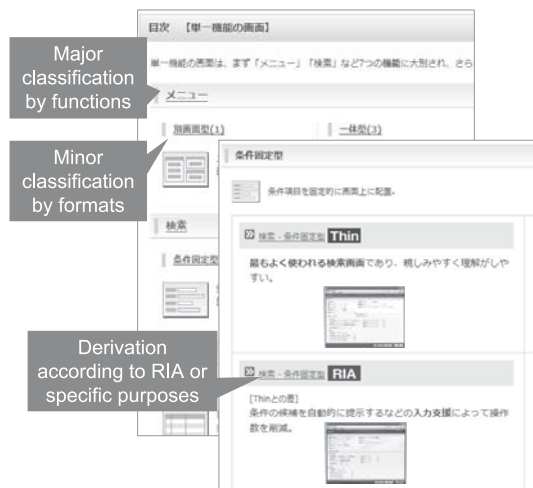 目次 【単一機能の画面】
単一機能の画面は、まず「メニュー」「検索」など7つの機能に大別され、さら
Major
classification
by functions
メニュー
別画面型(1)
一体型(3)
Minor
classification
by formats
検索
条件固定型
条件固定型
条件項目を固定的に画面上に配置。
検索 - 条件固定型 Thin
最もよく使われる検索画面であり、親しみやすく理解がしや
すい。
Derivation
according to RIA or
specific purposes
検索 - 条件固定型 RIA
[Thinとの差]
条件の候補を自動的に提示するなどの入力支援によって操作
数を削減。